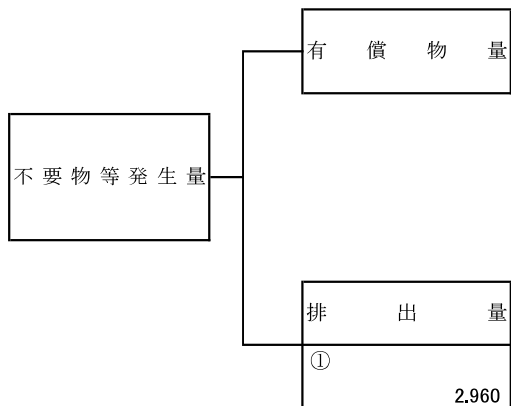 有償物量
不要物等発生量
排出量
①
2.960